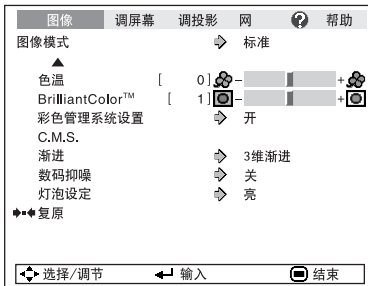 图像 调屏幕 调投影 网 ? 帮助
图像模式 标准
色温 [ 0] - +
BrilliantColor™ [ 1] - +
彩色管理系统设置 开
C.M.S.
渐进 3维渐进
数码抑噪 关
灯泡设定 亮
复原
选择/调节 输入 结束